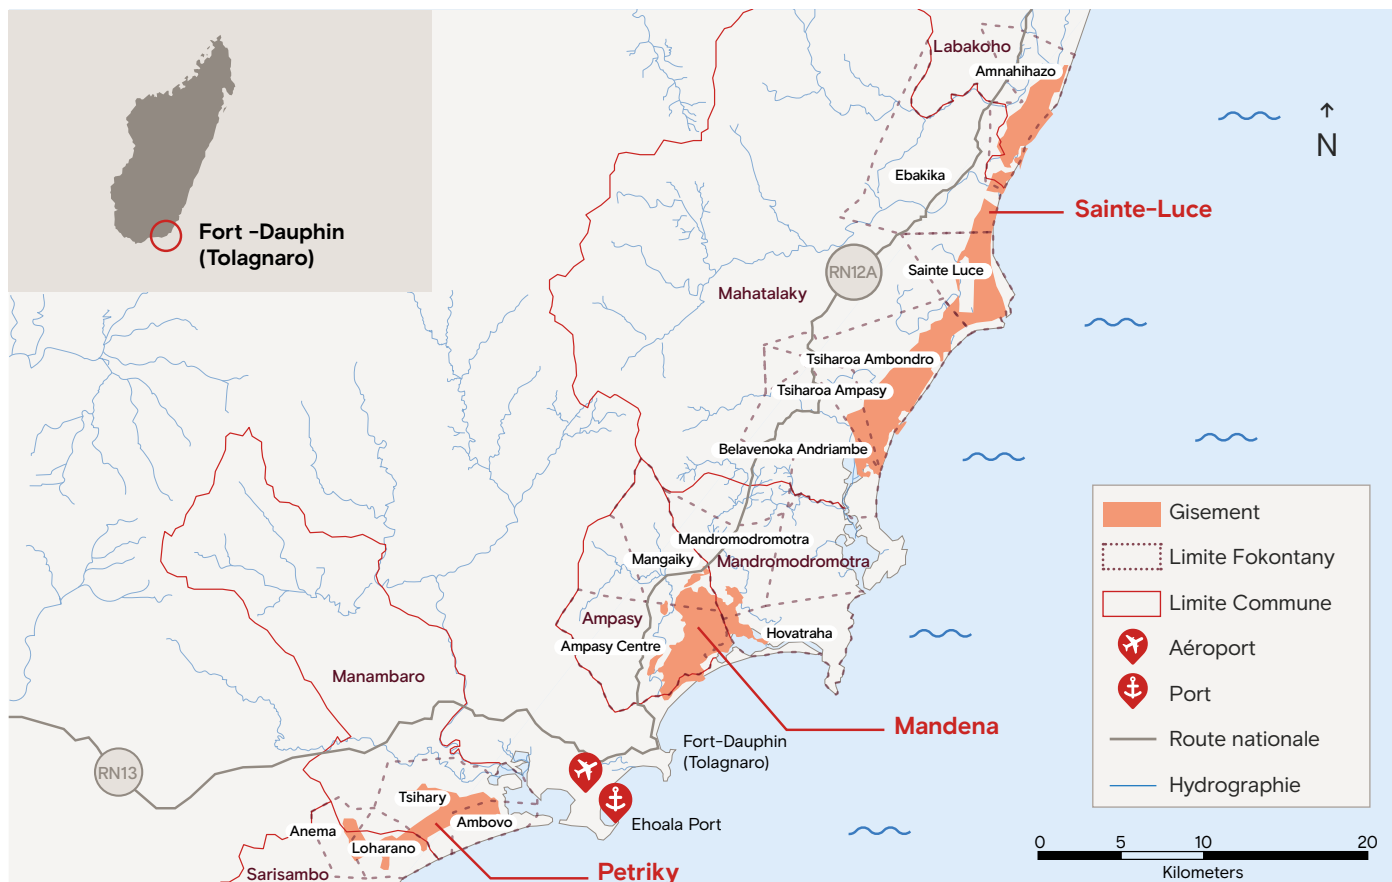 Fort -Dauphin
(Tolagnaro)
Labakoho
Amnahihazo
N
Ebakika
Sainte-Luce
RN12A
Sainte Luce
Mahatalaky
Tsiharoa Ambondro
Tsiharoa Ampasy
Belavenoka Andriambe
Mandromodromotra
Mangaiky
Mandromodromotra
Ampasy
Hovatraha
Ampasy Centre
Manambaro
Mandena
Fort-Dauphin
(Tolagnaro)
RN13
Tsihary
Ambovo
Ehoala Port
Anema
Loharano
Sarisambo
Petriky
Gisement
Limite Fokontany
Limite Commune
Aéroport
Port
Route nationale
Hydrographie
0 5 10 20
Kilometers